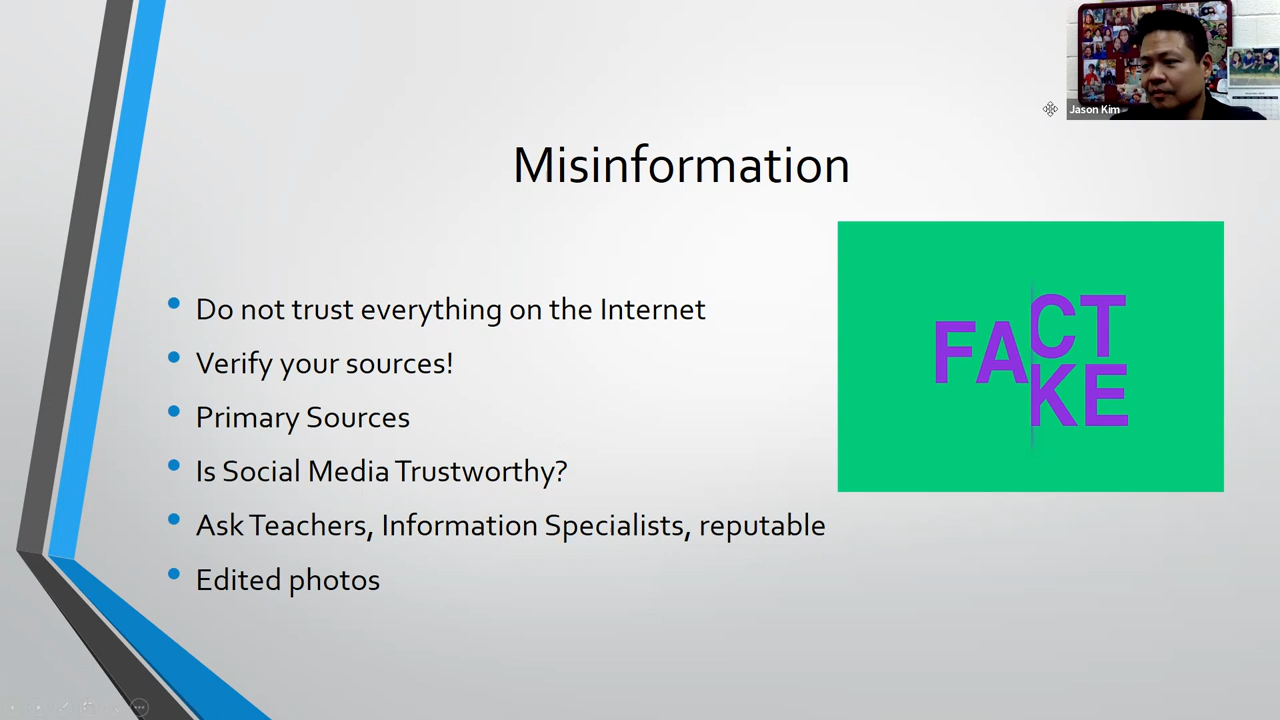 Jason Kim
Misinformation
Do not trust everything on the Internet
Verify your sources!
Primary Sources
Is Social Media Trustworthy?
Ask Teachers, Information Specialists, reputable
Edited photos
FACT
KE